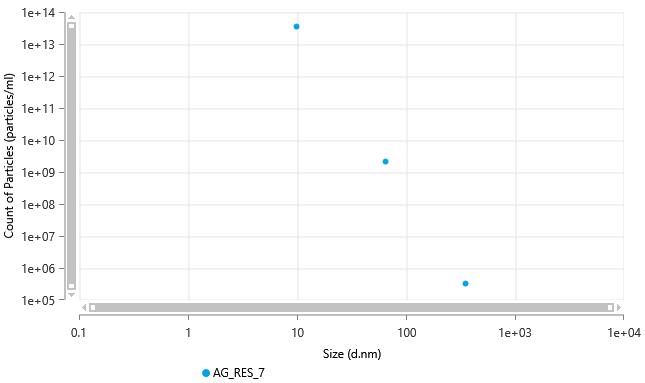 Count of Particles (particles/ml)
1e+14
1e+13
1e+12
1e+11
1e+10
1e+09
1e+08
1e+07
1e+06
1e+05
0.1
1
10
100
1e+03
1e+04
Size (d.nm)
AG_RES_7